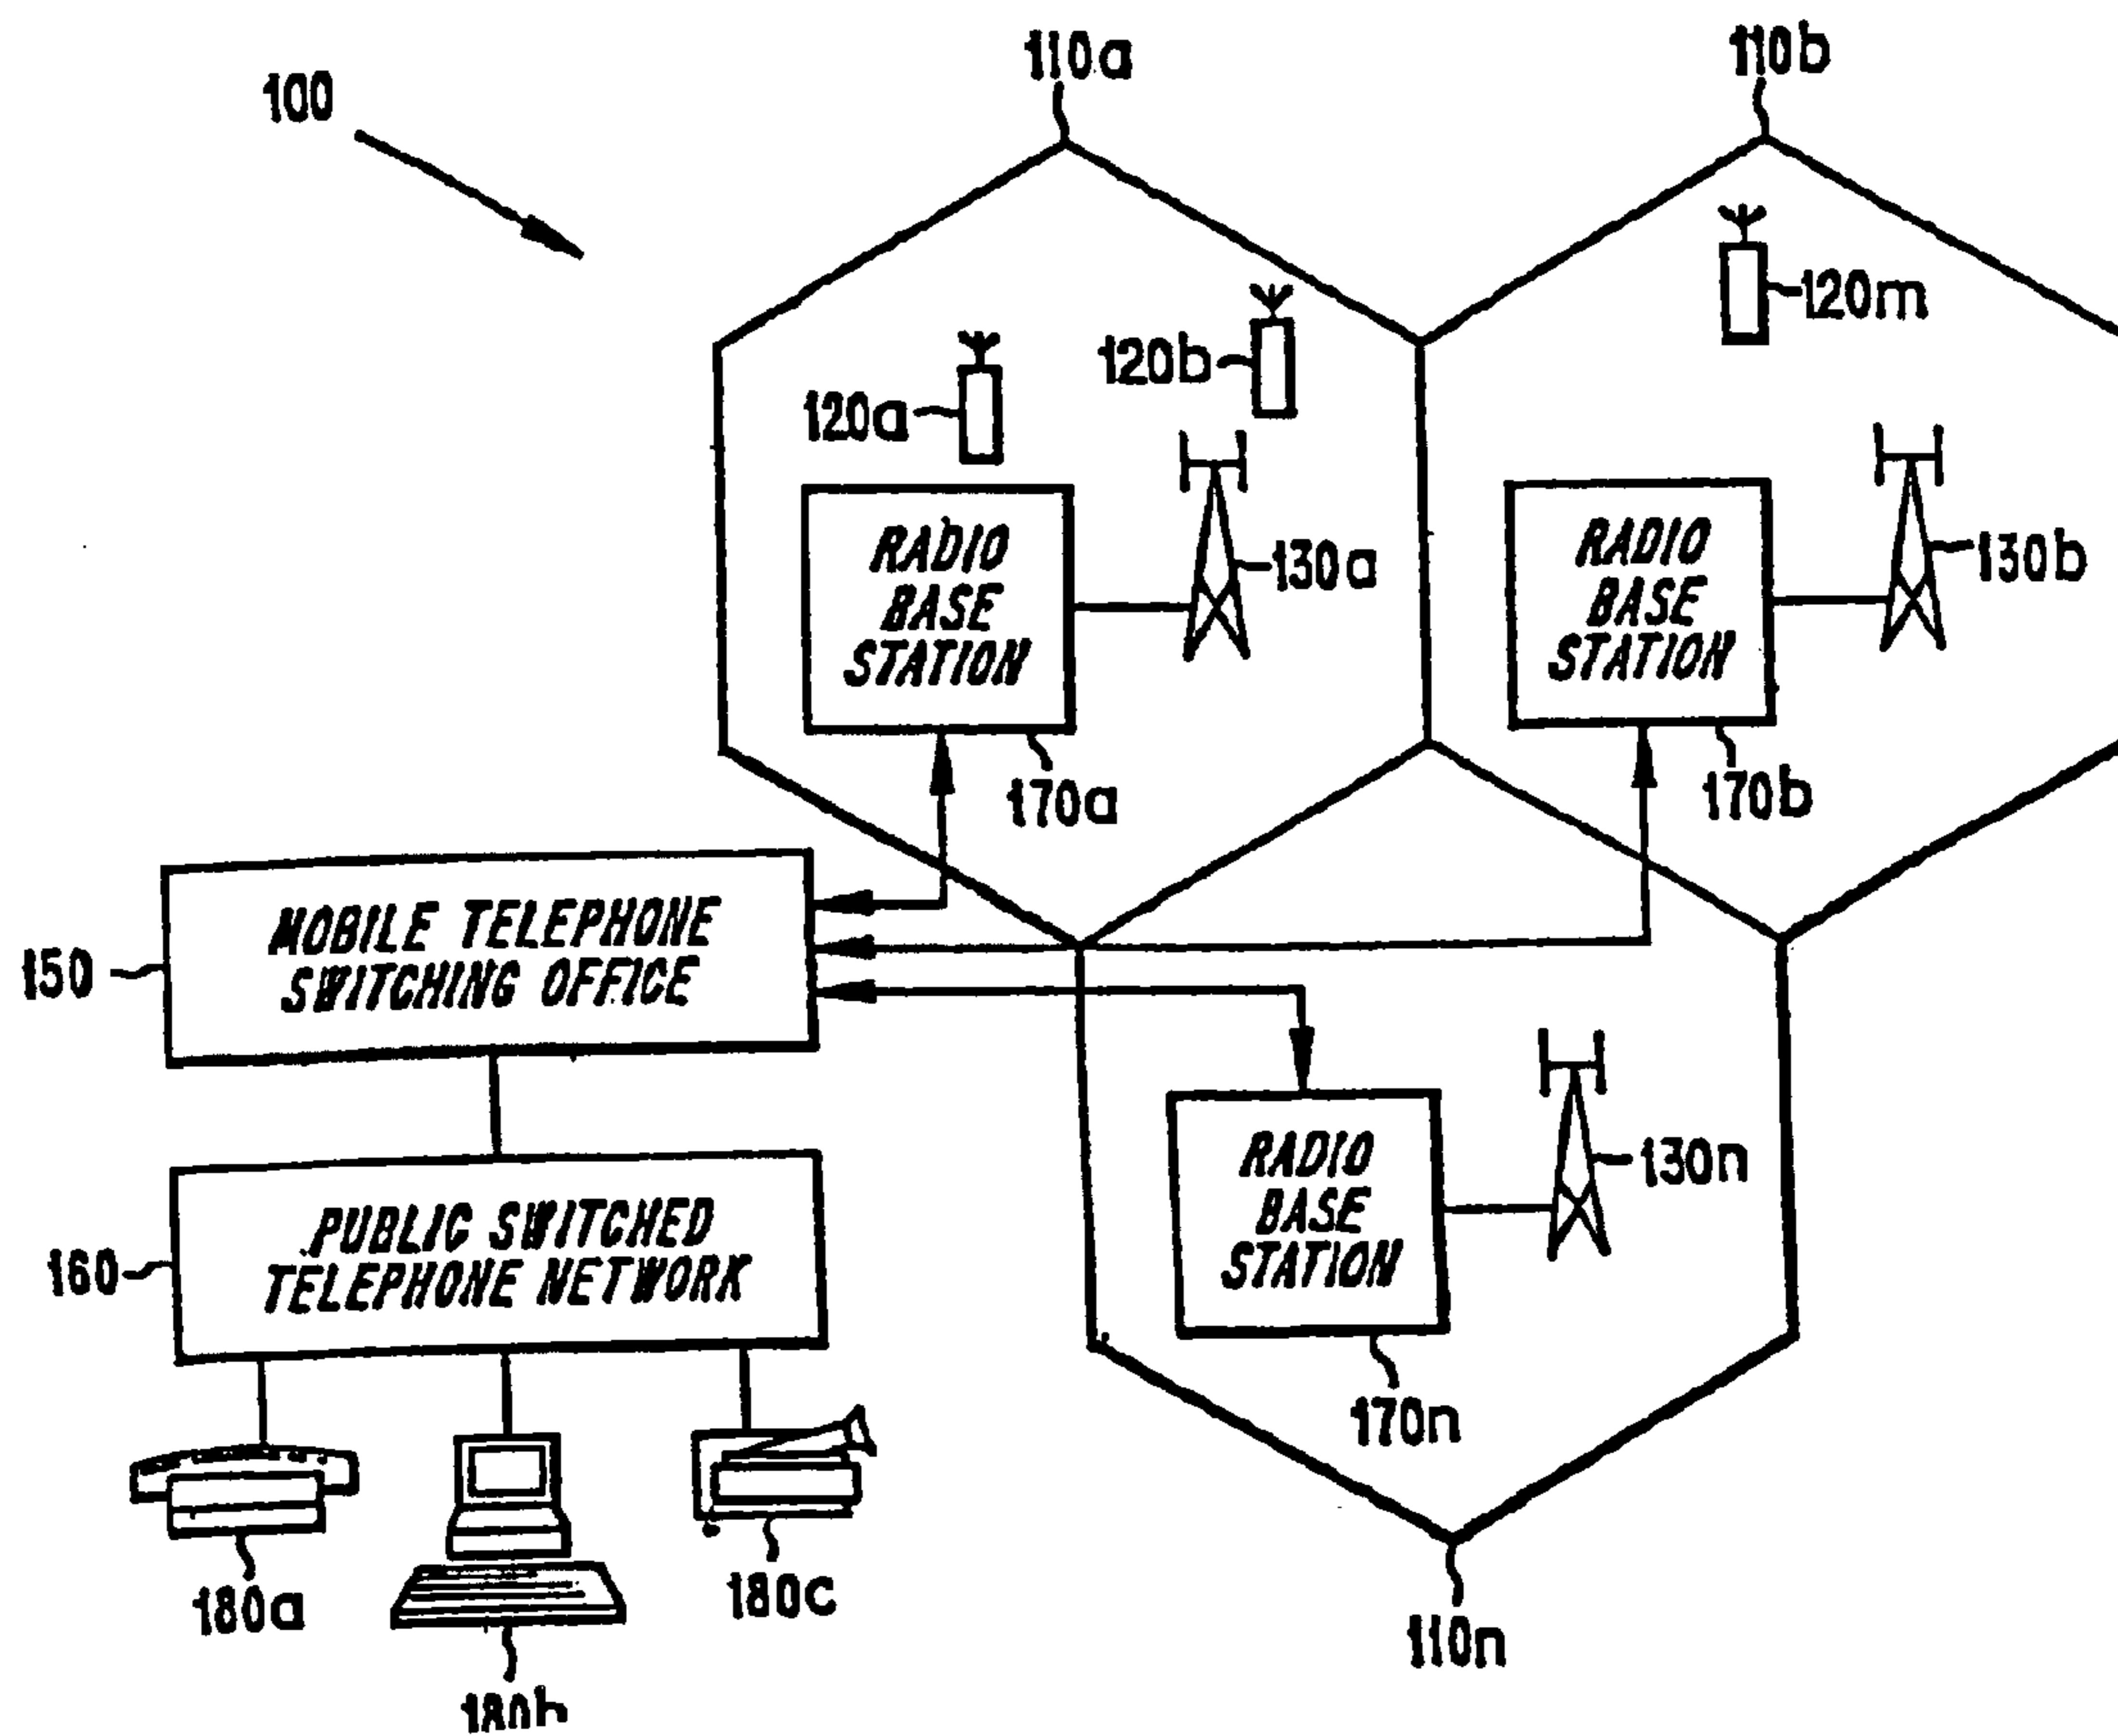 110a
110b
100
120m
120b
120a
RADIO
BASE
STATION
130a
RADIO
BASE
STATION
130b
170a
170b
MOBILE TELEPHONE
SWITCHING OFFICE
150
RADIO
BASE
STATION
130n
PUBLIC SWITCHED
TELEPHONE NETWORK
160
170n
180a
180c
110n
180b